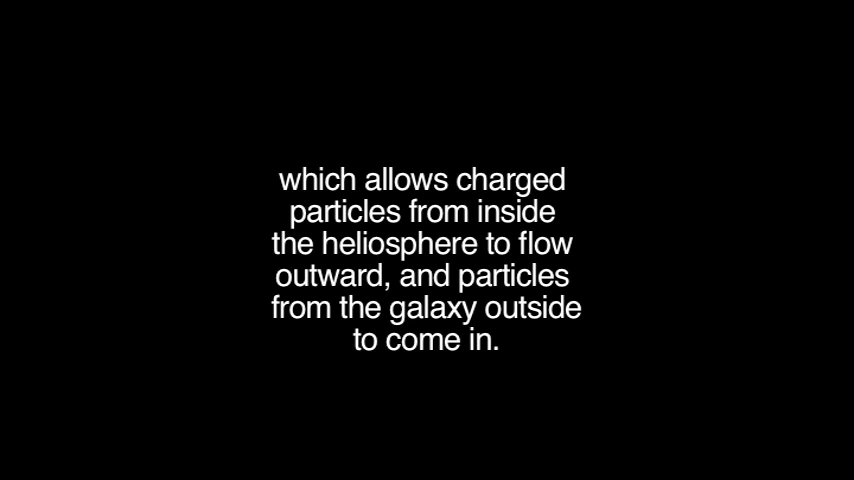 which allows charged
particles from inside
the heliosphere to flow
outward, and particles
from the galaxy outside
to come in.